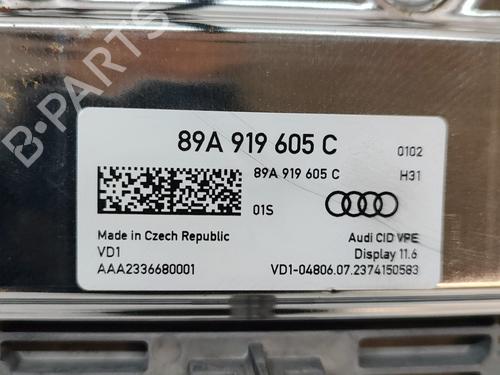 89A 919 605 C 0102
89A 919 605 C H31
01S
Made in Czech Republic Audi CID VPE
VD1 Display 11.6
AAA2336680001 VD1-04806.07.2374150583
B-PARTS